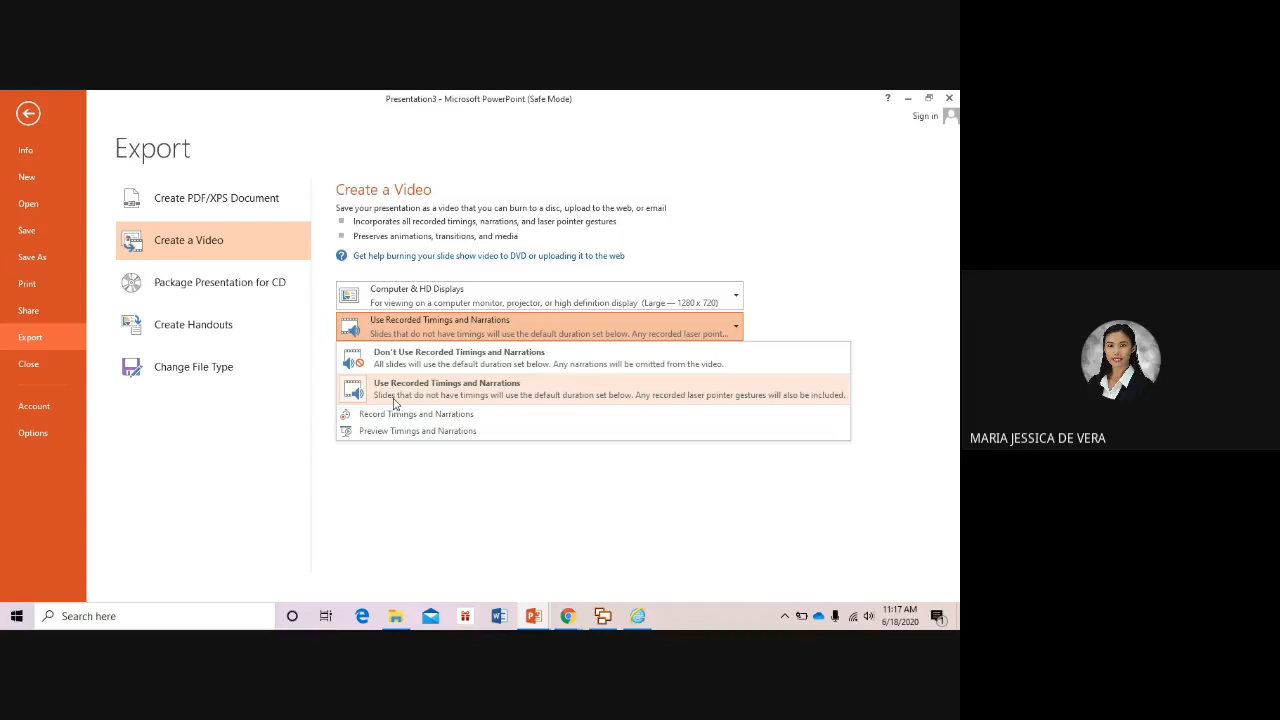 Presentation3 - Microsoft PowerPoint (Safe Mode)
?
Sign in
Info
New
Open
Save
Save As
Print
Share
Export
Close
Account
Options
Export
Create PDF/XPS Document
Create a Video
Package Presentation for CD
Create Handouts
Change File Type
Create a Video
Save your presentation as a video that you can burn to a disc, upload to the web, or email
Incorporates all recorded timings, narrations, and laser pointer gestures
Preserves animations, transitions, and media
? Get help burning your slide show video to DVD or uploading it to the web
Computer & HD Displays
For viewing on a computer monitor, projector, or high definition display (Large — 1280 x 720)
Use Recorded Timings and Narrations
Slides that do not have timings will use the default duration set below. Any recorded laser point...
Don't Use Recorded Timings and Narrations
All slides will use the default duration set below. Any narrations will be omitted from the video.
Use Recorded Timings and Narrations
Slides that do not have timings will use the default duration set below. Any recorded laser pointer gestures will also be included.
Record Timings and Narrations
Preview Timings and Narrations
MARIA JESSICA DE VERA
Search here
11:17 AM
6/18/2020
1